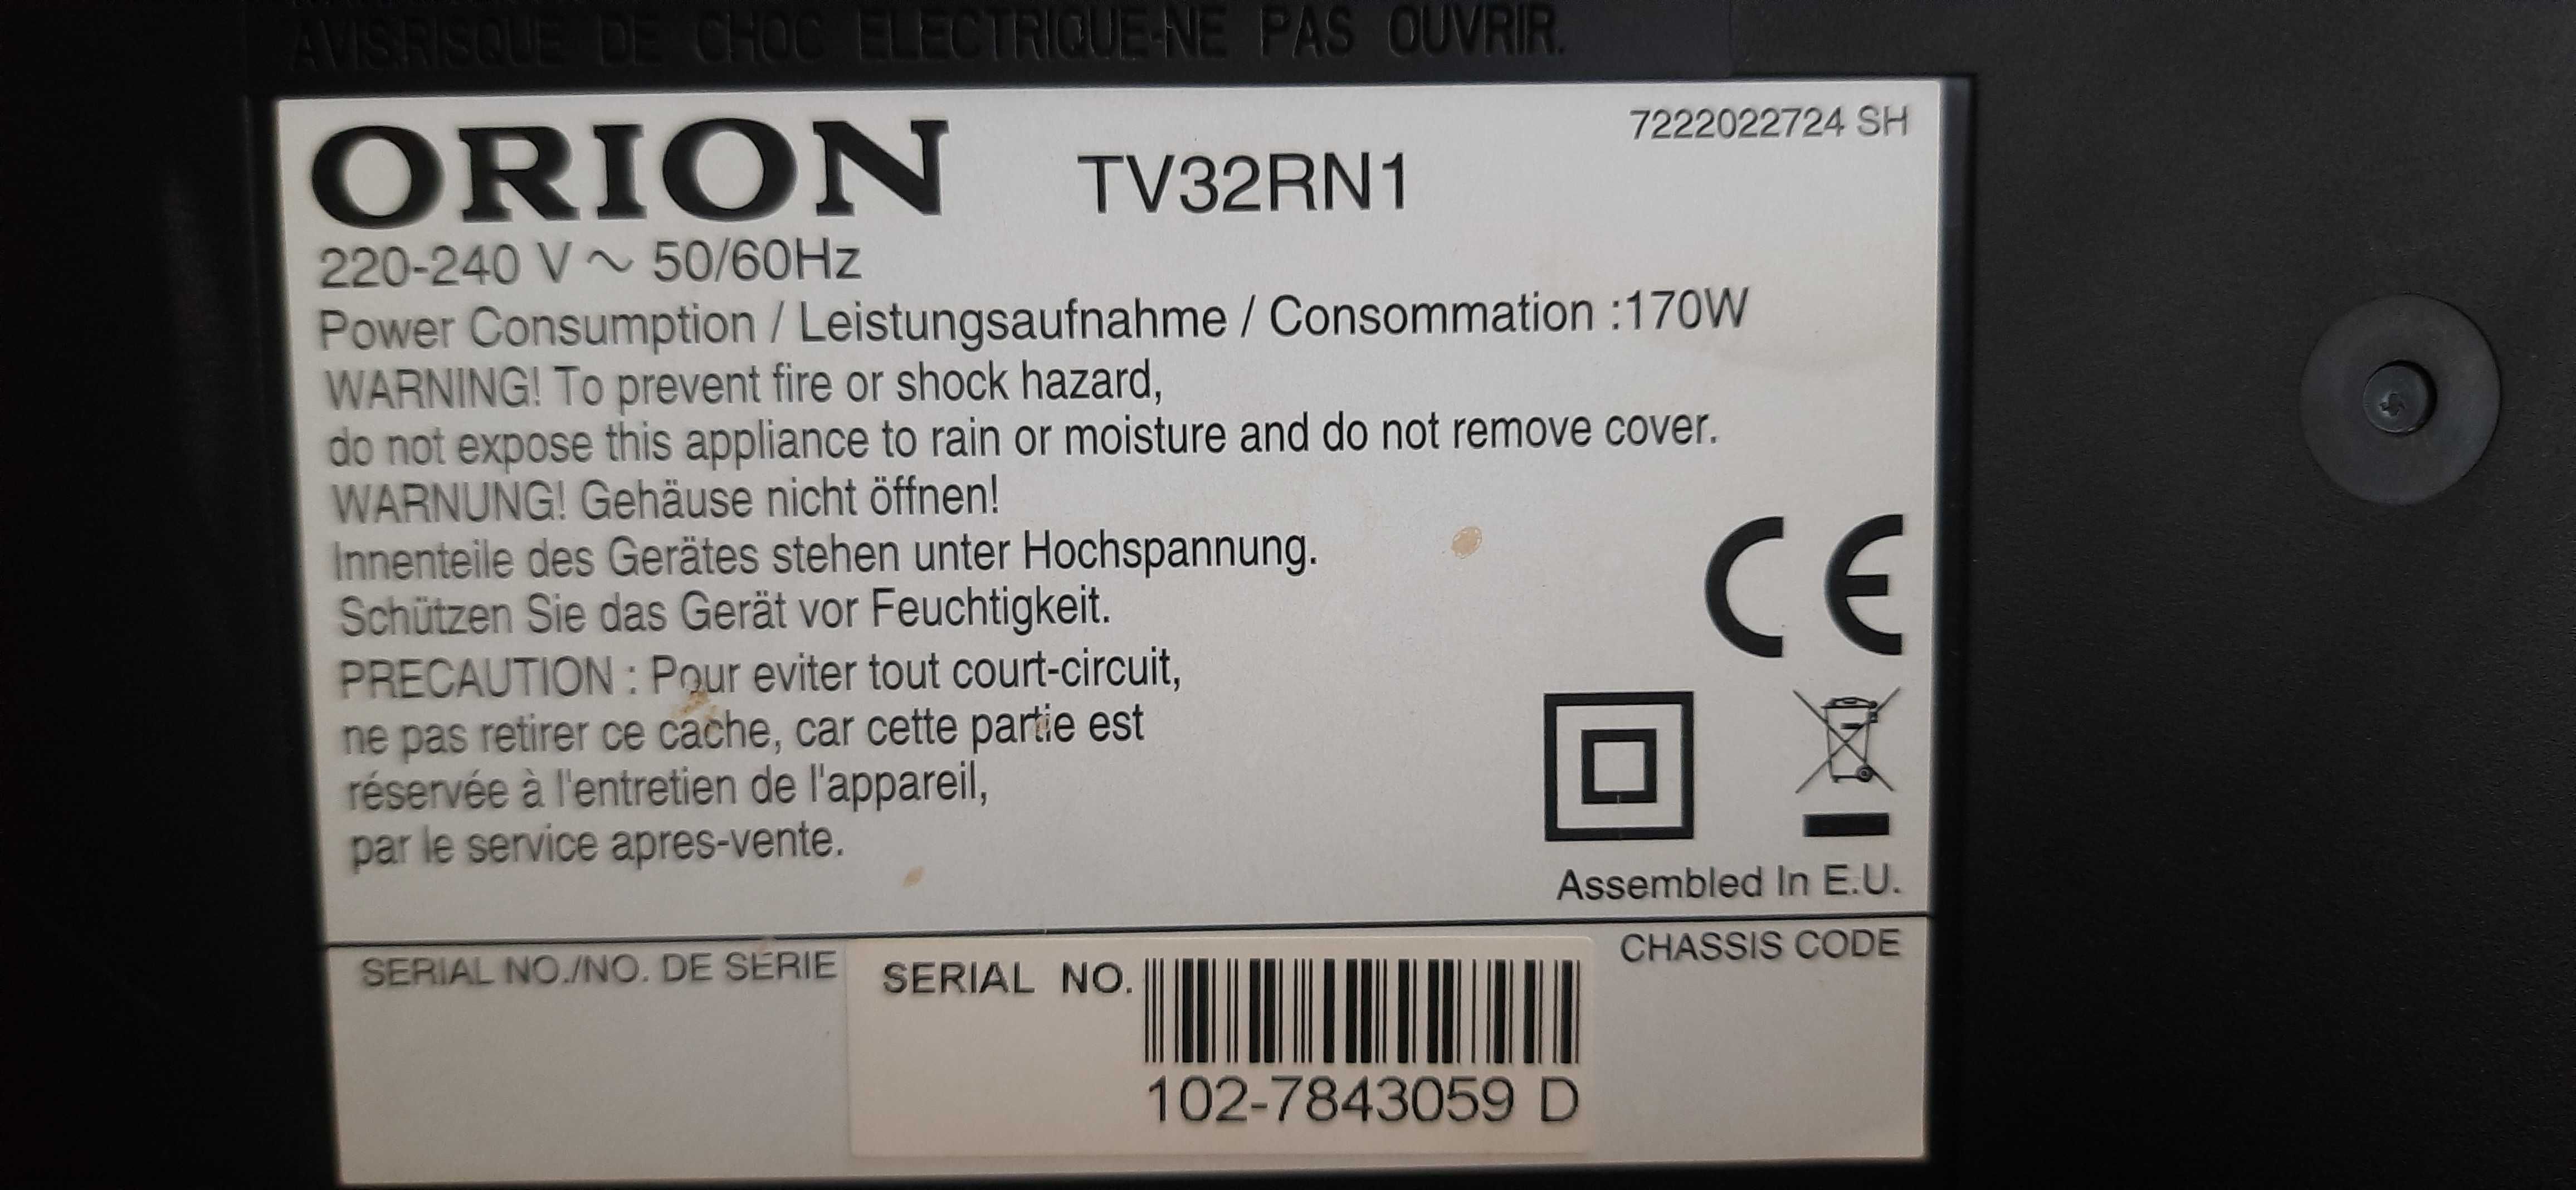 AVIS:RISQUE DE CHOC ELECTRIQUE-NE PAS OUVRIR.
ORION TV32RN1 7222022724 SH
220-240 V ~ 50/60Hz
Power Consumption / Leistungsaufnahme / Consommation :170W
WARNING! To prevent fire or shock hazard,
do not expose this appliance to rain or moisture and do not remove cover.
WARNUNG! Gehäuse nicht öffnen!
Innenteile des Gerätes stehen unter Hochspannung.
Schützen Sie das Gerät vor Feuchtigkeit.
PRECAUTION : Pour eviter tout court-circuit,
ne pas retirer ce cache, car cette partie est
réservée à l'entretien de l'appareil,
par le service apres-vente.
CE
Assembled In E.U.
SERIAL NO./NO. DE SÉRIE
SERIAL NO.
102-7843059 D
CHASSIS CODE